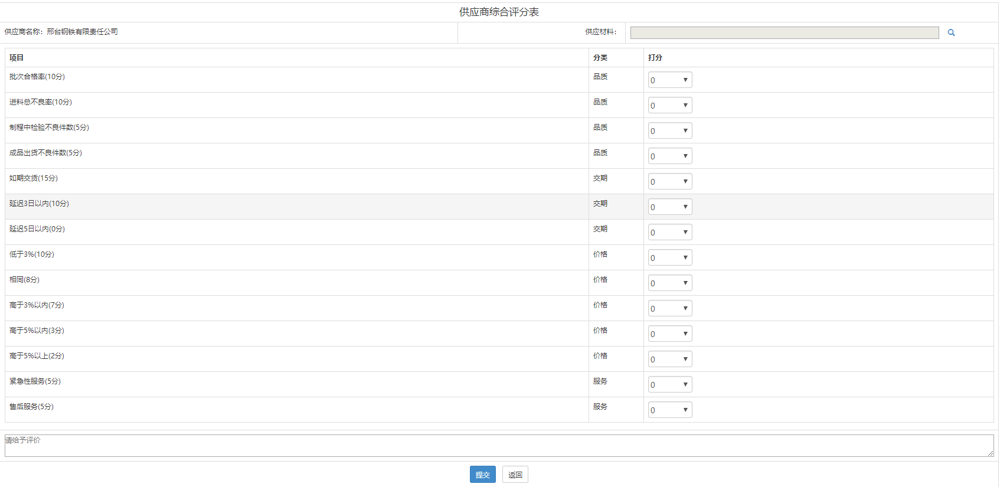 供应商综合评分表
供应商名称：邢台钢铁有限责任公司 供应材料：
项目 分类 打分
批次合格率(10分) 品质 0
进料总不良率(10分) 品质 0
制程中检验不良件数(5分) 品质 0
成品出货不良件数(5分) 品质 0
如期交货(15分) 交期 0
延迟3日以内(10分) 交期 0
延迟5日以内(0分) 交期 0
低于3%(10分) 价格 0
相同(8分) 价格 0
高于3%以内(7分) 价格 0
高于5%以内(3分) 价格 0
高于5%以上(2分) 价格 0
紧急性服务(5分) 服务 0
售后服务(5分) 服务 0
请给予评价
提交 返回